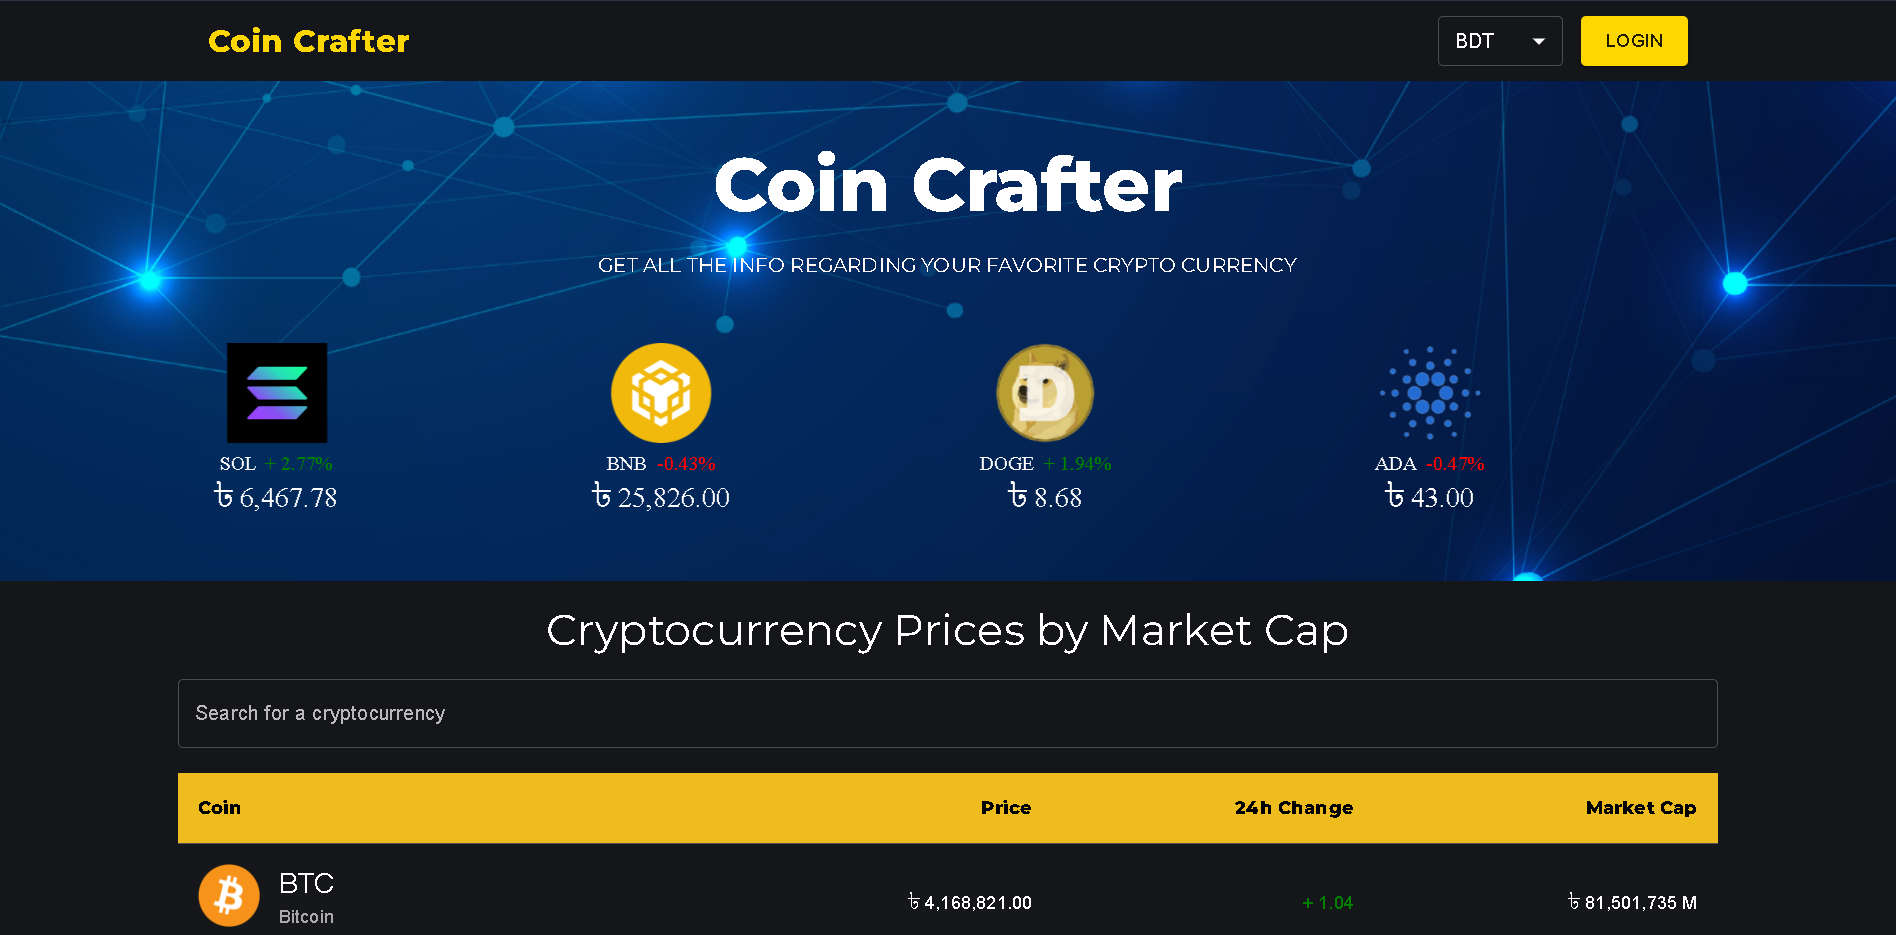 Coin Crafter
BDT
LOGIN
Coin Crafter
GET ALL THE INFO REGARDING YOUR FAVORITE CRYPTO CURRENCY
SOL + 2.77%
৳ 6,467.78
BNB -0.43%
৳ 25,826.00
DOGE + 1.94%
৳ 8.68
ADA -0.47%
৳ 43.00
Cryptocurrency Prices by Market Cap
Search for a cryptocurrency
Coin Price 24h Change Market Cap
BTC
Bitcoin
৳ 4,168,821.00 + 1.04 ৳ 81,501,735 M